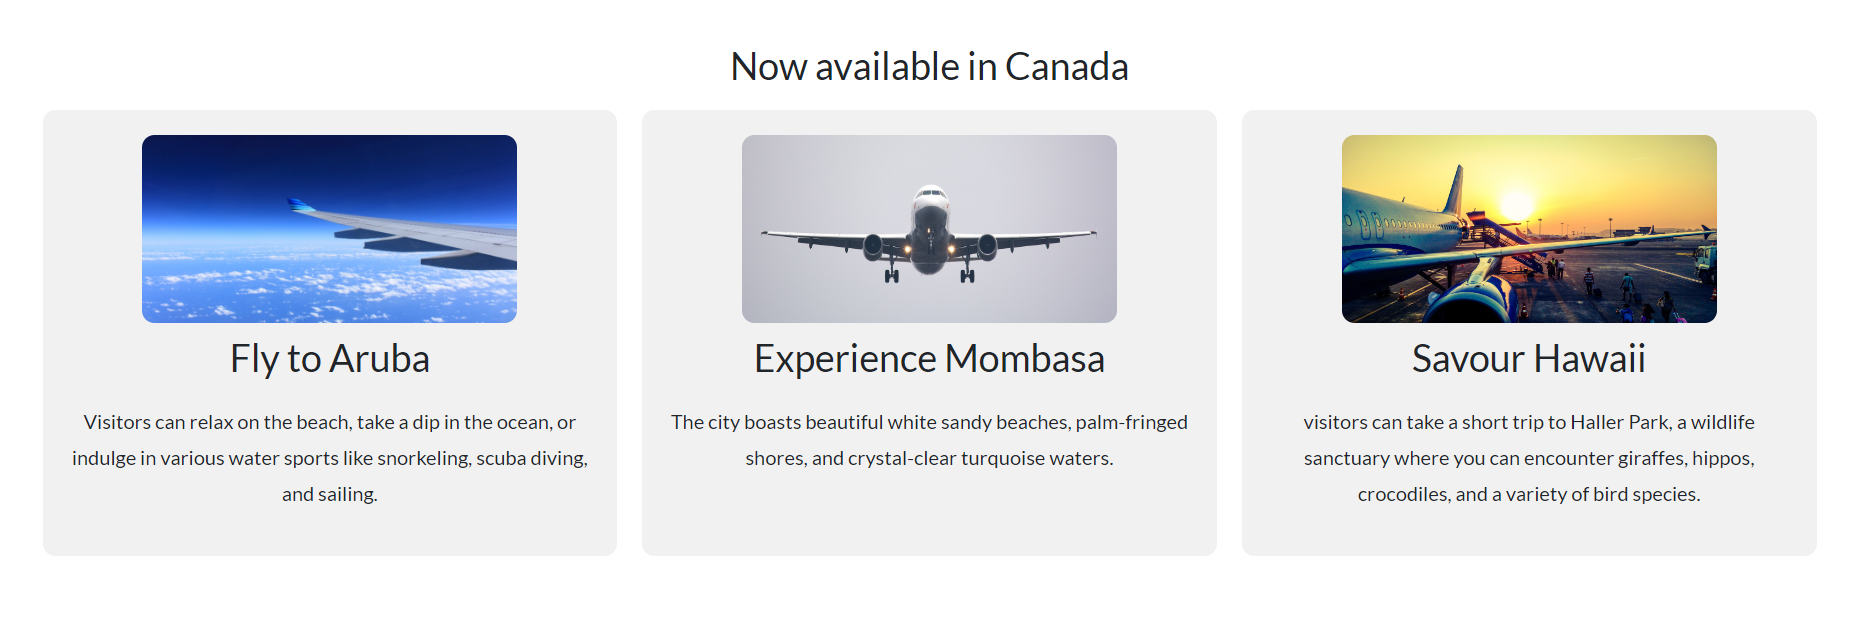 Now available in Canada
Fly to Aruba
Visitors can relax on the beach, take a dip in the ocean, or
indulge in various water sports like snorkeling, scuba diving,
and sailing.
Experience Mombasa
The city boasts beautiful white sandy beaches, palm-fringed
shores, and crystal-clear turquoise waters.
Savour Hawaii
visitors can take a short trip to Haller Park, a wildlife
sanctuary where you can encounter giraffes, hippos,
crocodiles, and a variety of bird species.